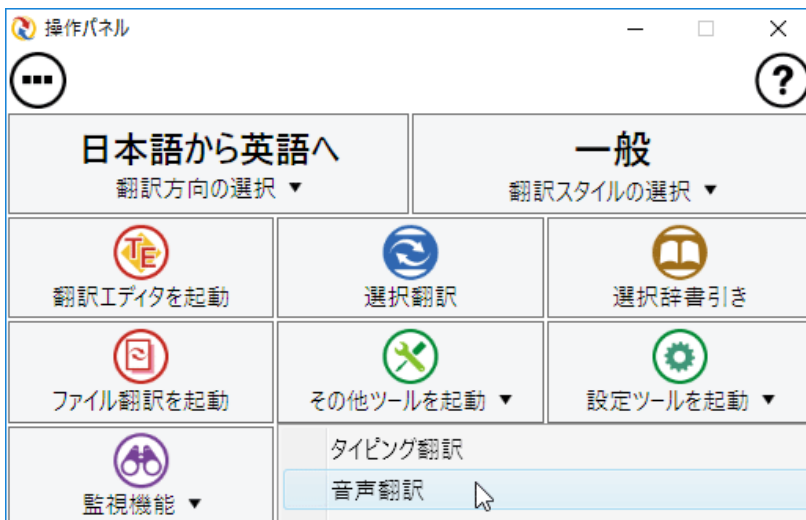 操作パネル
?
日本語から英語へ
翻訳方向の選択 ▼
一般
翻訳スタイルの選択 ▼
TE
翻訳エディタを起動
選択翻訳
選択辞書引き
ファイル翻訳を起動
その他ツールを起動 ▼
設定ツールを起動 ▼
監視機能 ▼
タイピング翻訳
音声翻訳